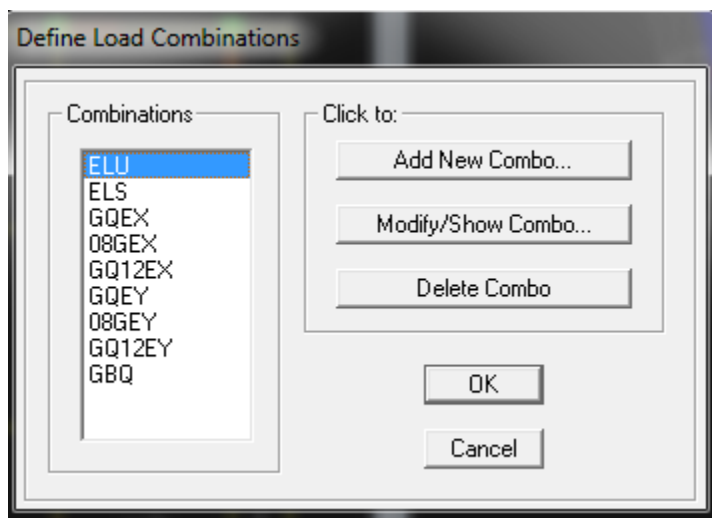 Define Load Combinations
Combinations
ELU
ELS
GQEX
08GEX
GQ12EX
GQEY
08GEY
GQ12EY
GBQ
Click to:
Add New Combo...
Modify/Show Combo...
Delete Combo
OK
Cancel